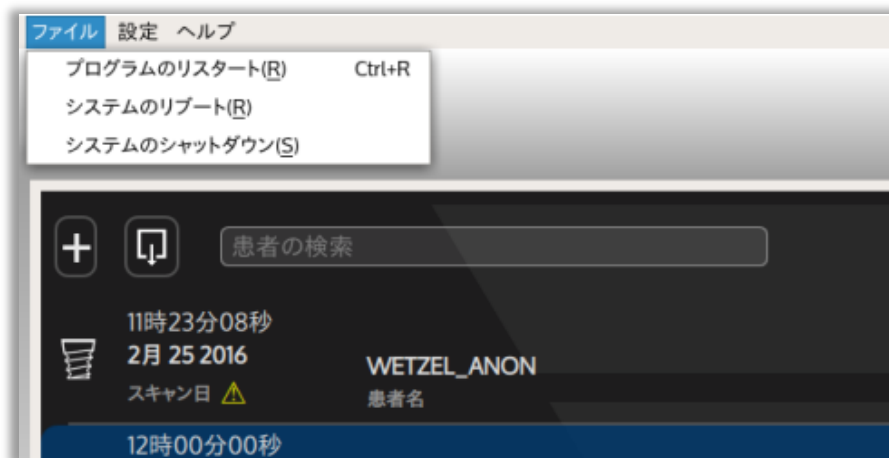 ファイル 設定 ヘルプ
プログラムのリスタート(R) Ctrl+R
システムのリブート(R)
システムのシャットダウン(S)
患者の検索
11時23分08秒
2月 25 2016
WETZEL_ANON
スキャン日
患者名
12時00分00秒